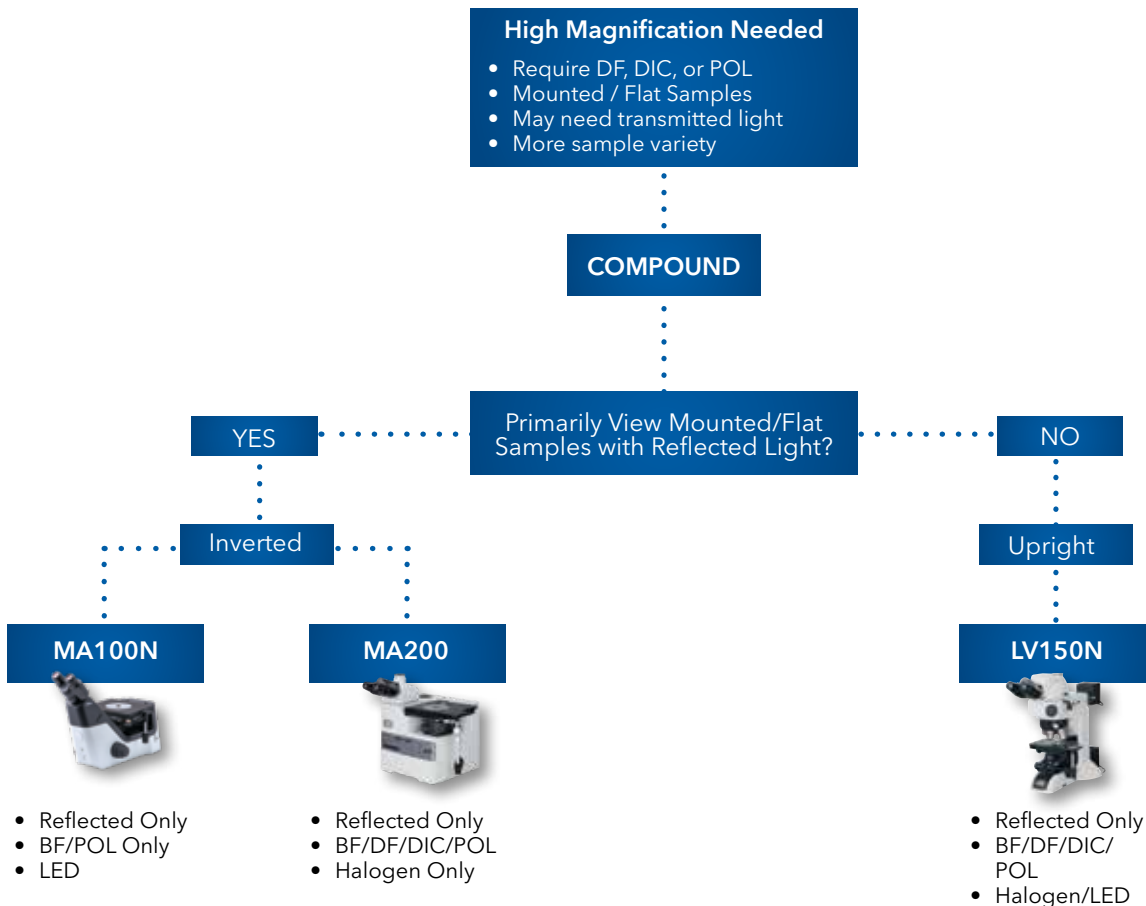 High Magnification Needed
• Require DF, DIC, or POL
• Mounted / Flat Samples
• May need transmitted light
• More sample variety
COMPOUND
Primarily View Mounted/Flat
Samples with Reflected Light?
YES
NO
Inverted
Upright
MA100N
MA200
LV150N
• Reflected Only
• BF/POL Only
• LED
• Reflected Only
• BF/DF/DIC/POL
• Halogen Only
• Reflected Only
• BF/DF/DIC/
POL
• Halogen/LED